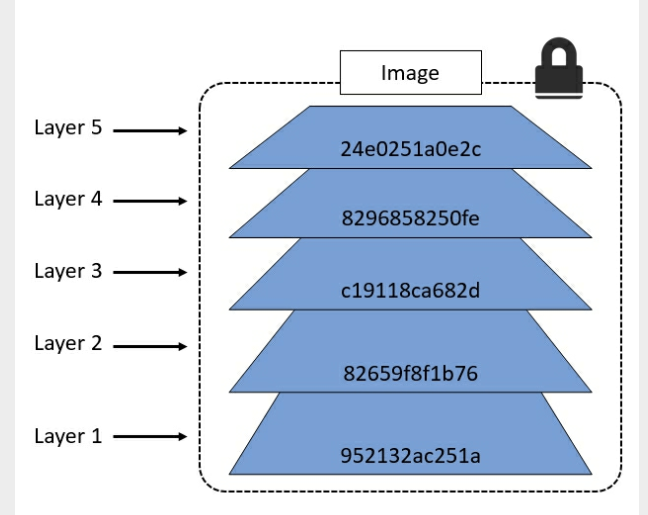 Image
Layer 5
24e0251a0e2c
Layer 4
8296858250fe
Layer 3
c19118ca682d
Layer 2
82659f8f1b76
Layer 1
952132ac251a